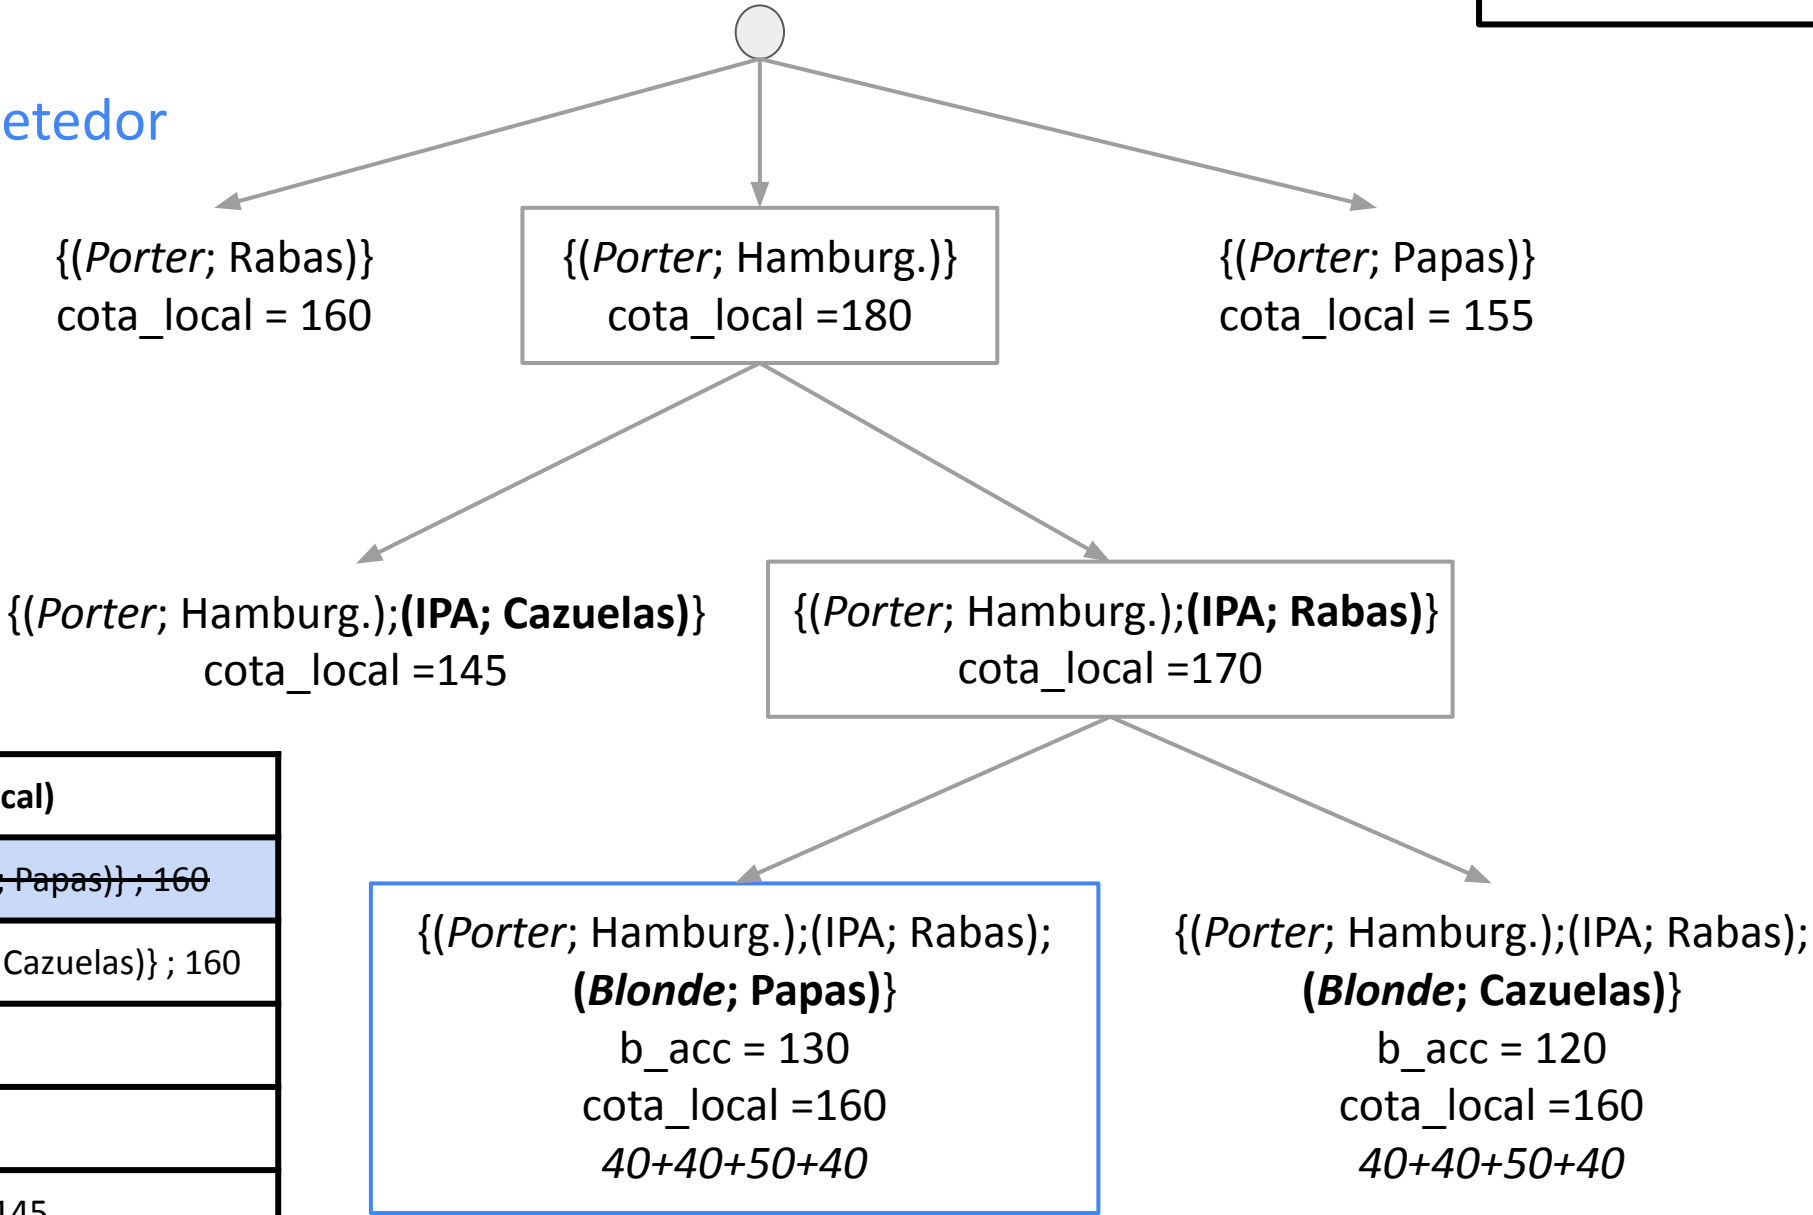 etedor
{(Porter; Rabas)}
cota_local = 160
{(Porter; Hamburg.)}
cota_local =180
{(Porter; Papas)}
cota_local = 155
{(Porter; Hamburg.);(IPA; Cazuelas)}
cota_local =145
{(Porter; Hamburg.);(IPA; Rabas)}
cota_local =170
cal)
; Papas)} ; 160
Cazuelas)} ; 160
145
{(Porter; Hamburg.);(IPA; Rabas);
(Blonde; Papas)}
b_acc = 130
cota_local =160
40+40+50+40
{(Porter; Hamburg.);(IPA; Rabas);
(Blonde; Cazuelas)}
b_acc = 120
cota_local =160
40+40+50+40